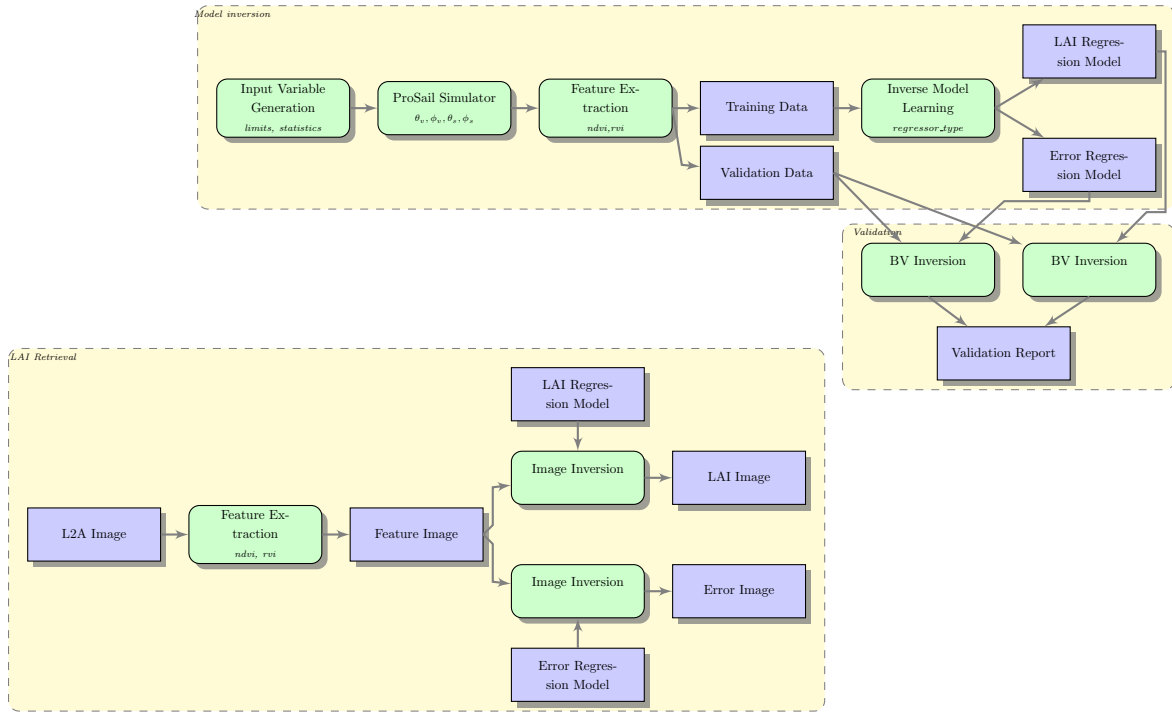 Model inversion
Input Variable
Generation
limits, statistics
ProSail Simulator
θv, ϕv, θs, ϕs
Feature Ex-
traction
ndvi,rvi
Training Data
Validation Data
Inverse Model
Learning
regressor_type
LAI Regres-
sion Model
Error Regres-
sion Model
Validation
BV Inversion
BV Inversion
Validation Report
LAI Retrieval
L2A Image
Feature Ex-
traction
ndvi, rvi
Feature Image
LAI Regres-
sion Model
Image Inversion
LAI Image
Image Inversion
Error Image
Error Regres-
sion Model